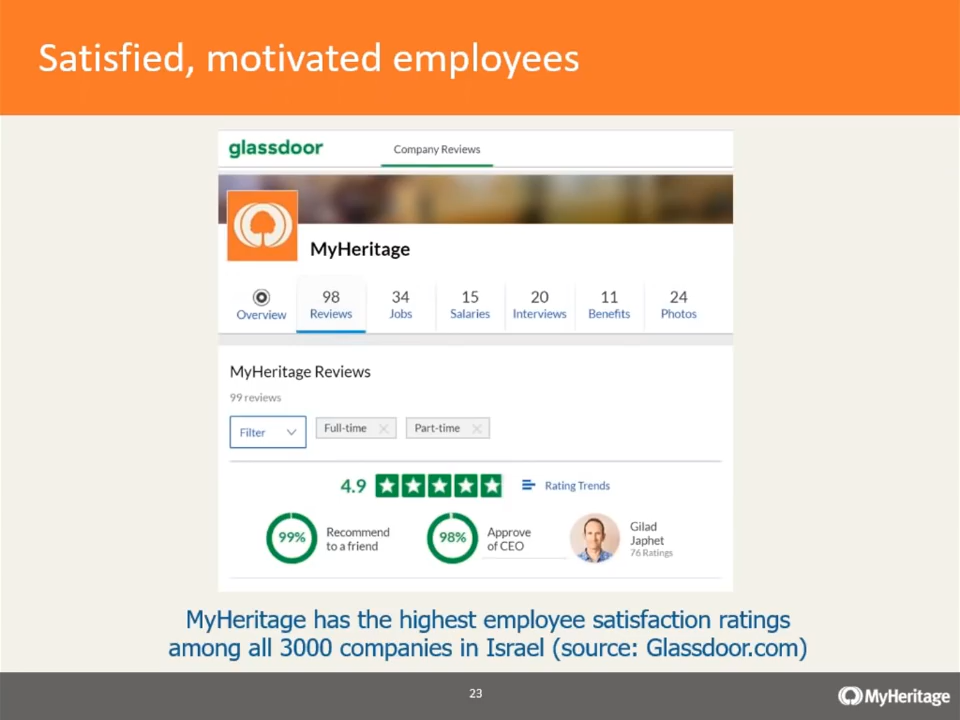 Satisfied, motivated employees
glassdoor
Company Reviews
MyHeritage
98
34
15
20
11
24
Overview
Reviews
Jobs
Salaries
Interviews
Benefits
Photos
MyHeritage Reviews
99 reviews
Filter
Full-time
Part-time
4.9
Rating Trends
99%
Recommend
to a friend
98%
Approve
of CEO
Gilad
Japhet
76 Ratings
MyHeritage has the highest employee satisfaction ratings
among all 3000 companies in Israel (source: Glassdoor.com)
23
MyHeritage